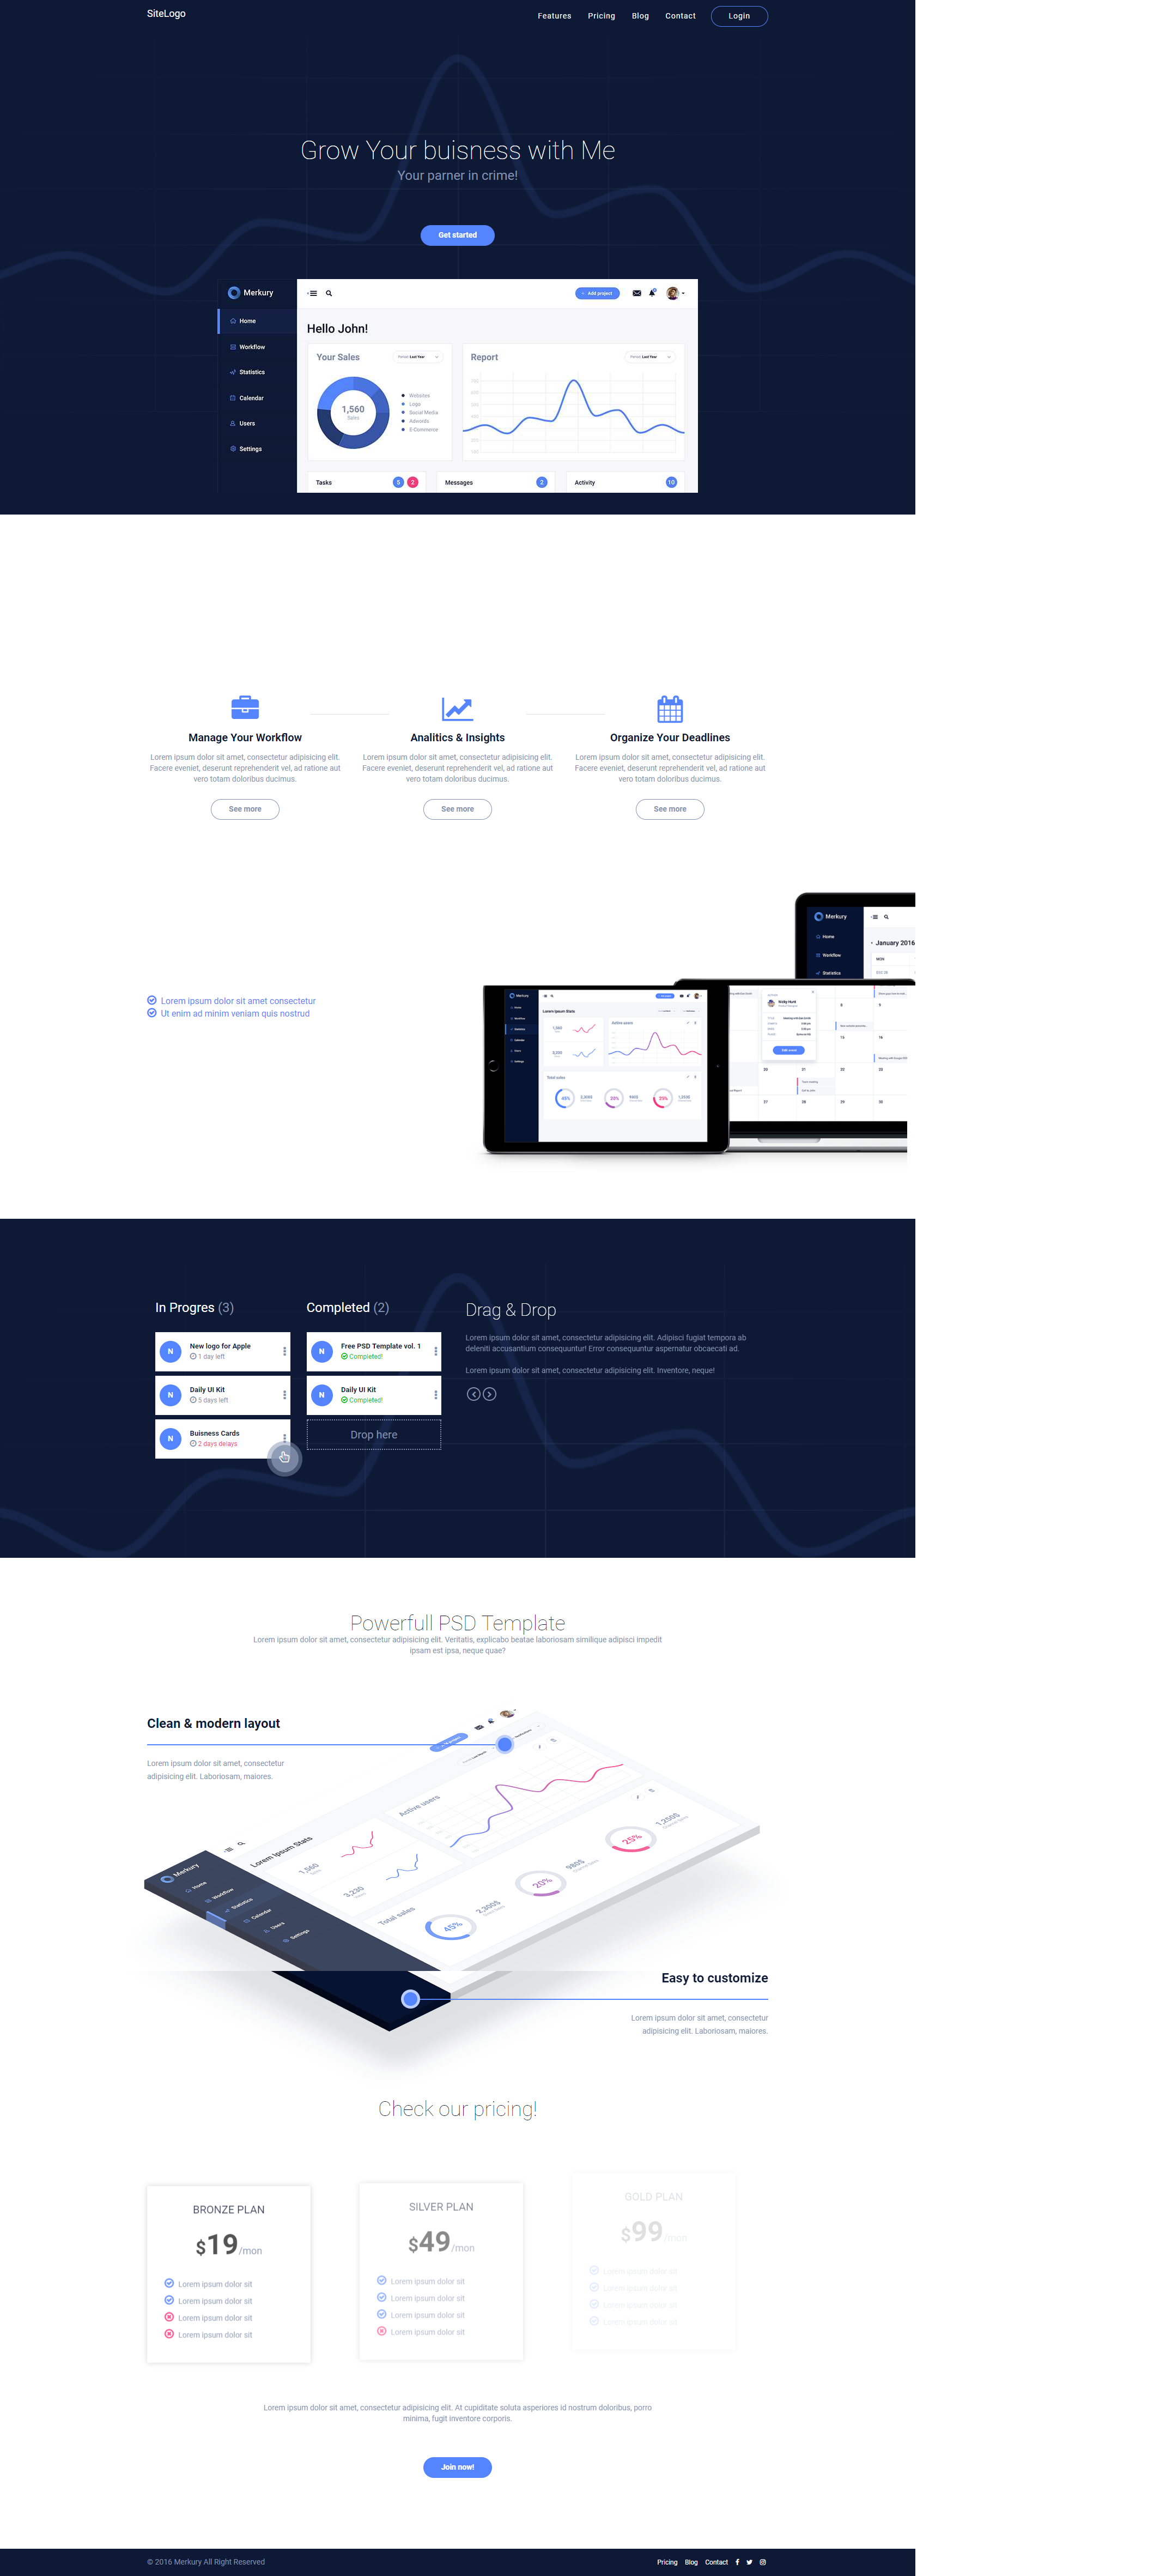 SiteLogo
Features Pricing Blog Contact Login
Grow Your buisness with Me
Your parner in crime!
Get started
Merkury
Add project
Home
Workflow
Statistics
Calendar
Users
Settings
Hello John!
Your Sales
Period: Last Year
1,560
Sales
Websites
Logo
Social Media
Adwords
E-Commerce
Report
Period: Last Year
Tasks 5 2
Messages 2
Activity 10
Manage Your Workflow
Lorem ipsum dolor sit amet, consectetur adipisicing elit.
Facere eveniet, deserunt reprehenderit vel, ad ratione aut
vero totam doloribus ducimus.
See more
Analitics & Insights
Lorem ipsum dolor sit amet, consectetur adipisicing elit.
Facere eveniet, deserunt reprehenderit vel, ad ratione aut
vero totam doloribus ducimus.
See more
Organize Your Deadlines
Lorem ipsum dolor sit amet, consectetur adipisicing elit.
Facere eveniet, deserunt reprehenderit vel, ad ratione aut
vero totam doloribus ducimus.
See more
Lorem ipsum dolor sit amet consectetur
Ut enim ad minim veniam quis nostrud
Merkury
Home
Workflow
Statistics
January 2016
MON
Merkury
Lorem Ipsum Stats
Active users
Total sales
Nicky Hunt
In Progres (3)
N
New logo for Apple
1 day left
N
Daily UI Kit
5 days left
N
Buisness Cards
2 days delays
Completed (2)
N
Free PSD Template vol. 1
Completed!
N
Daily UI Kit
Completed!
Drop here
Drag & Drop
Lorem ipsum dolor sit amet, consectetur adipisicing elit. Adipisci fugiat tempora ab
deleniti accusantium consequuntur! Error consequuntur aspernatur obcaecati ad.
Lorem ipsum dolor sit amet, consectetur adipisicing elit. Inventore, neque!
Powerfull PSD Template
Lorem ipsum dolor sit amet, consectetur adipisicing elit. Veritatis, explicabo beatae laboriosam similique adipisci impedit
ipsam est ipsa, neque quae?
Clean & modern layout
Lorem ipsum dolor sit amet, consectetur
adipisicing elit. Laboriosam, maiores.
Merkury
Home
Workflow
Statistics
Calendar
Users
Settings
Lorem Ipsum Stats
1,560
3,230
Active users
Total sales
45%
2,300$
20%
980$
25%
1,250$
Easy to customize
Lorem ipsum dolor sit amet, consectetur
adipisicing elit. Laboriosam, maiores.
Check our pricing!
BRONZE PLAN
$19/mon
Lorem ipsum dolor sit
Lorem ipsum dolor sit
Lorem ipsum dolor sit
Lorem ipsum dolor sit
SILVER PLAN
$49/mon
Lorem ipsum dolor sit
Lorem ipsum dolor sit
Lorem ipsum dolor sit
Lorem ipsum dolor sit
GOLD PLAN
$99/mon
Lorem ipsum dolor sit
Lorem ipsum dolor sit
Lorem ipsum dolor sit
Lorem ipsum dolor sit
Lorem ipsum dolor sit amet, consectetur adipisicing elit. At cupiditate soluta asperiores id nostrum doloribus, porro
minima, fugit inventore corporis.
Join now!
© 2016 Merkury All Right Reserved
Pricing Blog Contact